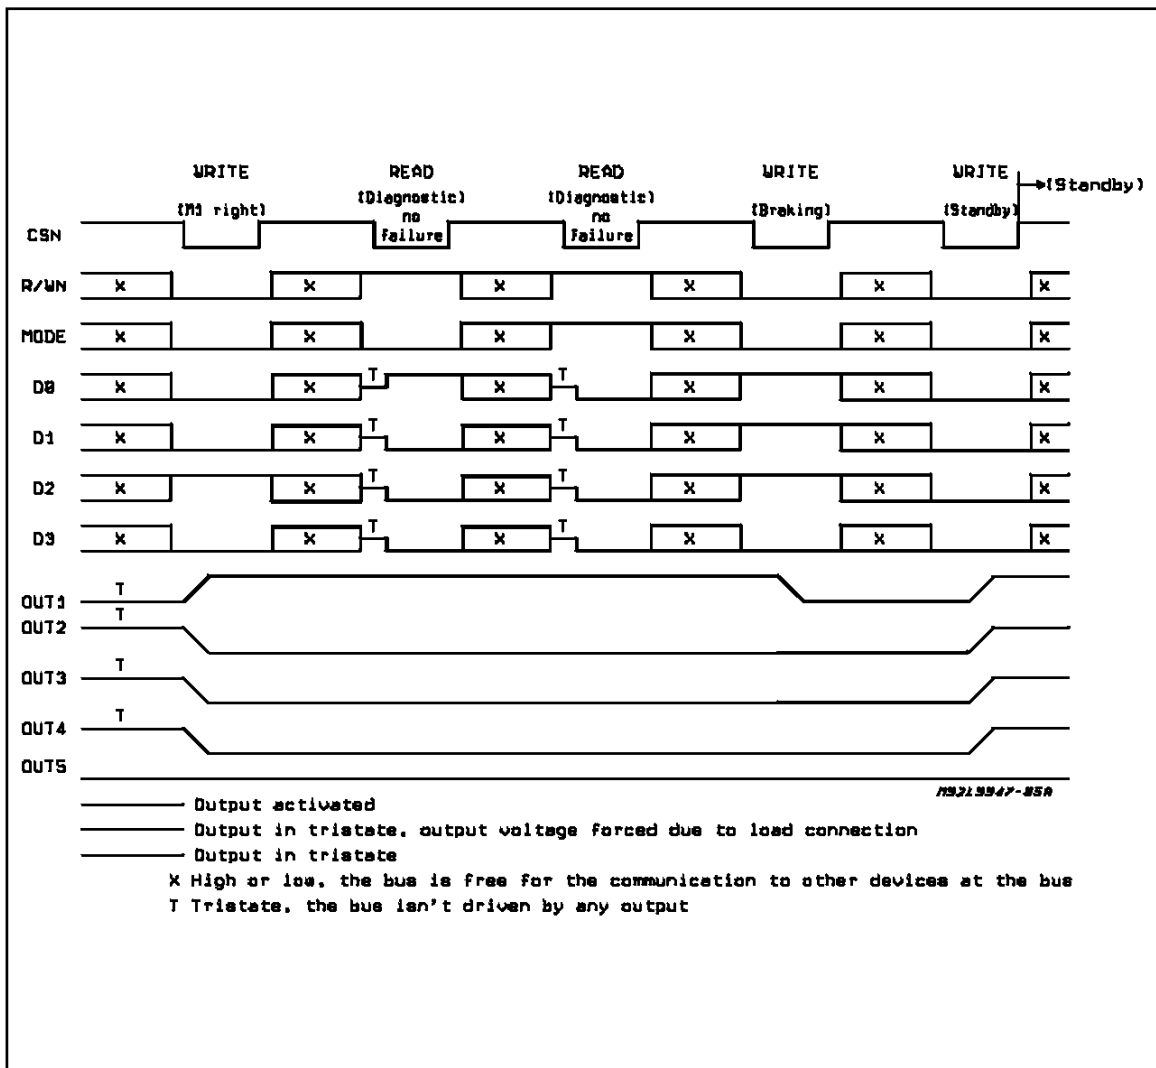 WRITE READ READ WRITE WRITE
(Standby)
(M1 right) (Diagnostic) no failure (Diagnostic) no failure (Braking) (Standby)
CSN
R/WN X X X X X X
MODE X X X X X X
T T
D0 X X X X X X
T T
D1 X X X X X X
T T
D2 X X X X X X
T T
D3 X X X X X X
T
OUT1
T
OUT2
T
OUT3
T
OUT4
OUT5
Output activated
Output in tristate, output voltage forced due to load connection
Output in tristate
X High or low, the bus is free for the communication to other devices at the bus
T Tristate, the bus isn't driven by any output